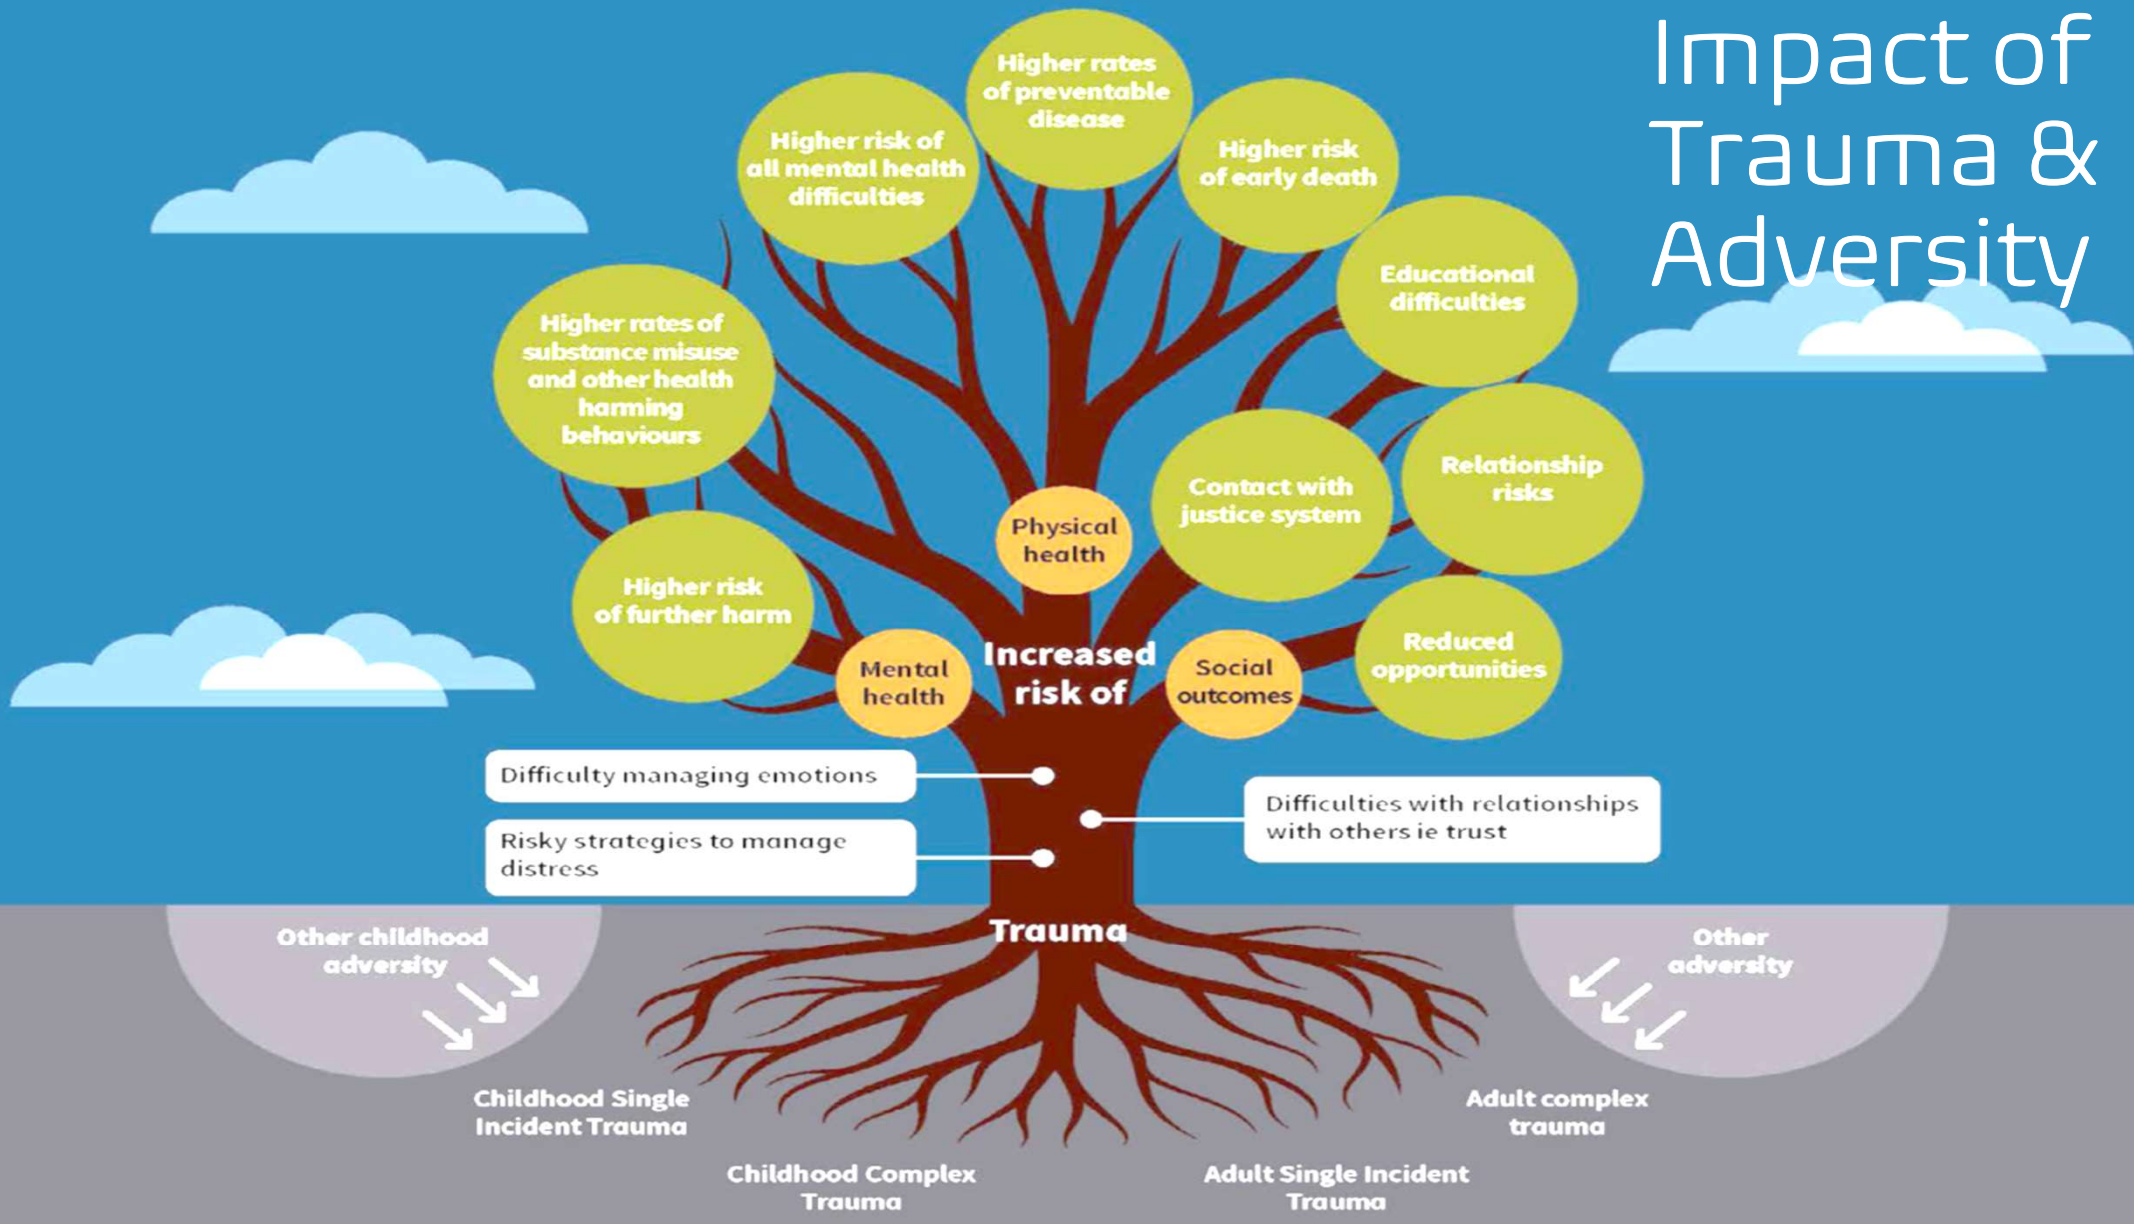 Impact of
Trauma &
Adversity
Higher rates
of preventable
disease
Higher risk of
all mental health
difficulties
Higher risk
of early death
Educational
difficulties
Higher rates of
substance misuse
and other health
harming
behaviours
Relationship
risks
Contact with
justice system
Physical
health
Higher risk
of further harm
Reduced
opportunities
Mental
health
Increased
risk of
Social
outcomes
Difficulty managing emotions
Risky strategies to manage
distress
Difficulties with relationships
with others ie trust
Trauma
Other childhood
adversity
Other
adversity
Childhood Single
Incident Trauma
Adult complex
trauma
Childhood Complex
Trauma
Adult Single Incident
Trauma